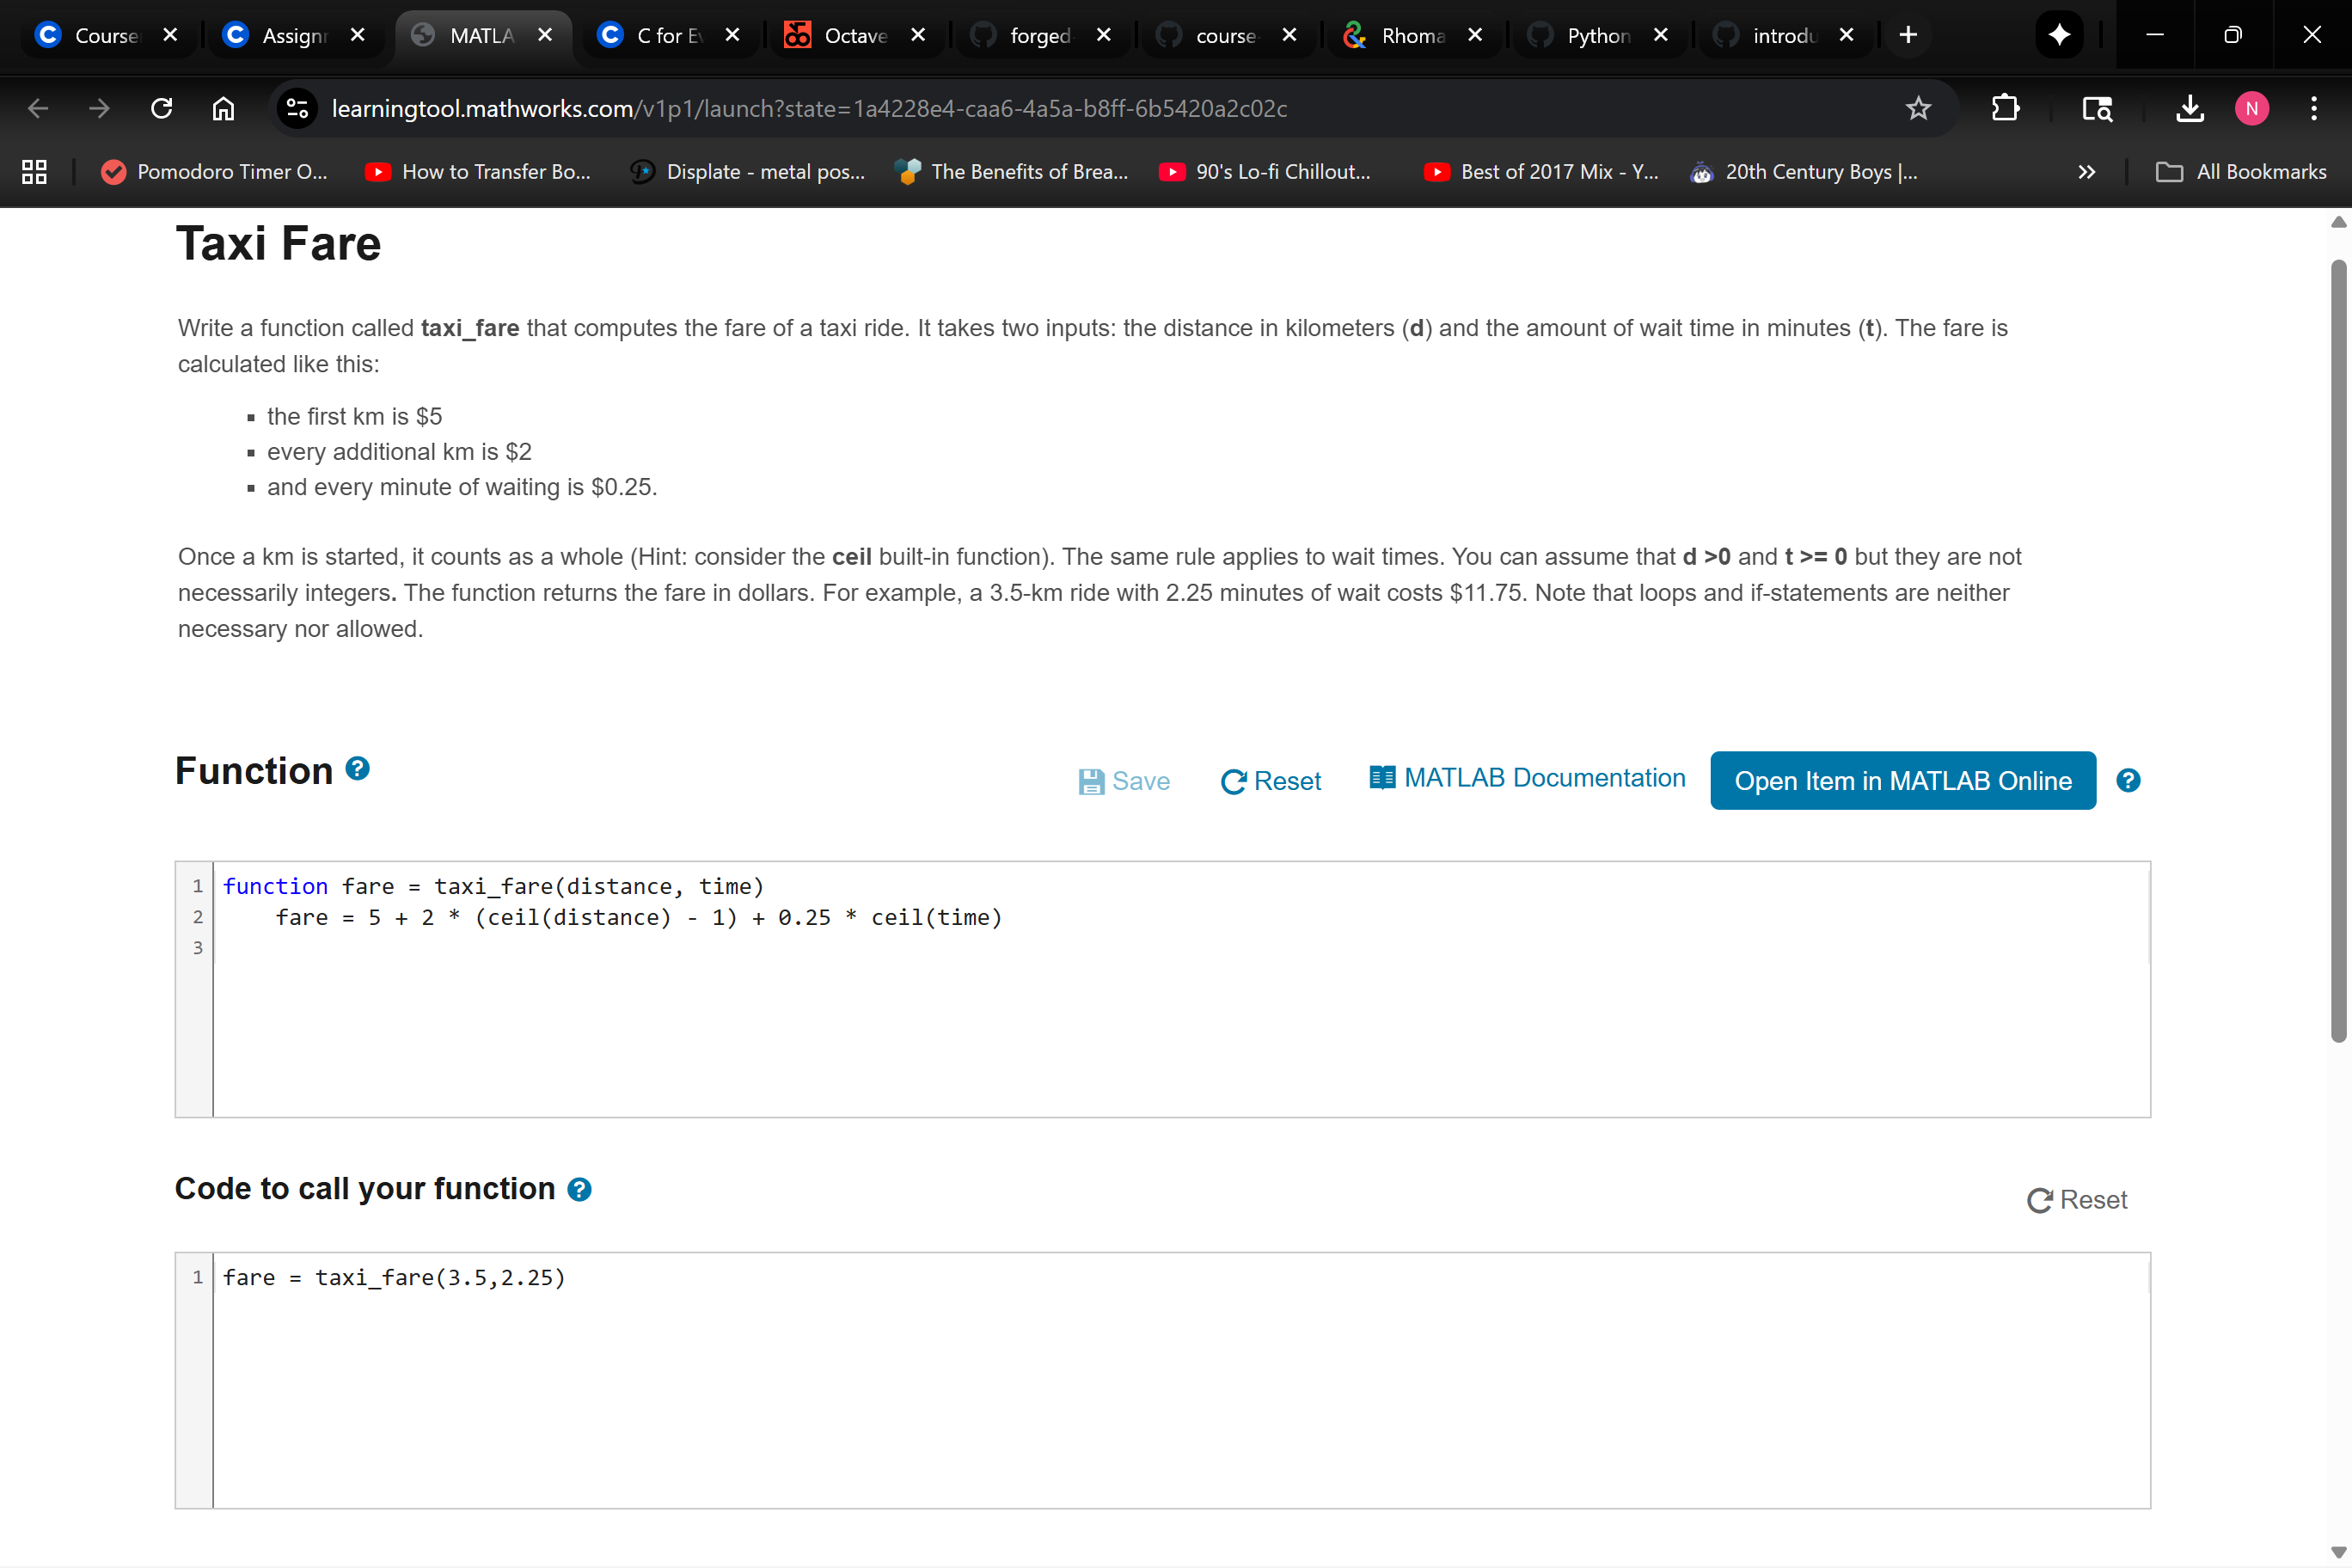 Course
Assignm
MATLA
C for Ev
Octave
forged-
course-
Rhoma
Python
introdu
learningtool.mathworks.com/v1p1/launch?state=1a4228e4-caa6-4a5a-b8ff-6b5420a2c02c
N
Pomodoro Timer O...
How to Transfer Bo...
Displate - metal pos...
The Benefits of Brea...
90's Lo-fi Chillout...
Best of 2017 Mix - Y...
20th Century Boys |...
All Bookmarks
Taxi Fare
Write a function called taxi_fare that computes the fare of a taxi ride. It takes two inputs: the distance in kilometers (d) and the amount of wait time in minutes (t). The fare is
calculated like this:
▪ the first km is $5
▪ every additional km is $2
▪ and every minute of waiting is $0.25.
Once a km is started, it counts as a whole (Hint: consider the ceil built-in function). The same rule applies to wait times. You can assume that d >0 and t >= 0 but they are not
necessarily integers. The function returns the fare in dollars. For example, a 3.5-km ride with 2.25 minutes of wait costs $11.75. Note that loops and if-statements are neither
necessary nor allowed.
Function ?
Save
Reset
MATLAB Documentation
Open Item in MATLAB Online
?
1 function fare = taxi_fare(distance, time)
2     fare = 5 + 2 * (ceil(distance) - 1) + 0.25 * ceil(time)
3
Code to call your function ?
Reset
1 fare = taxi_fare(3.5,2.25)